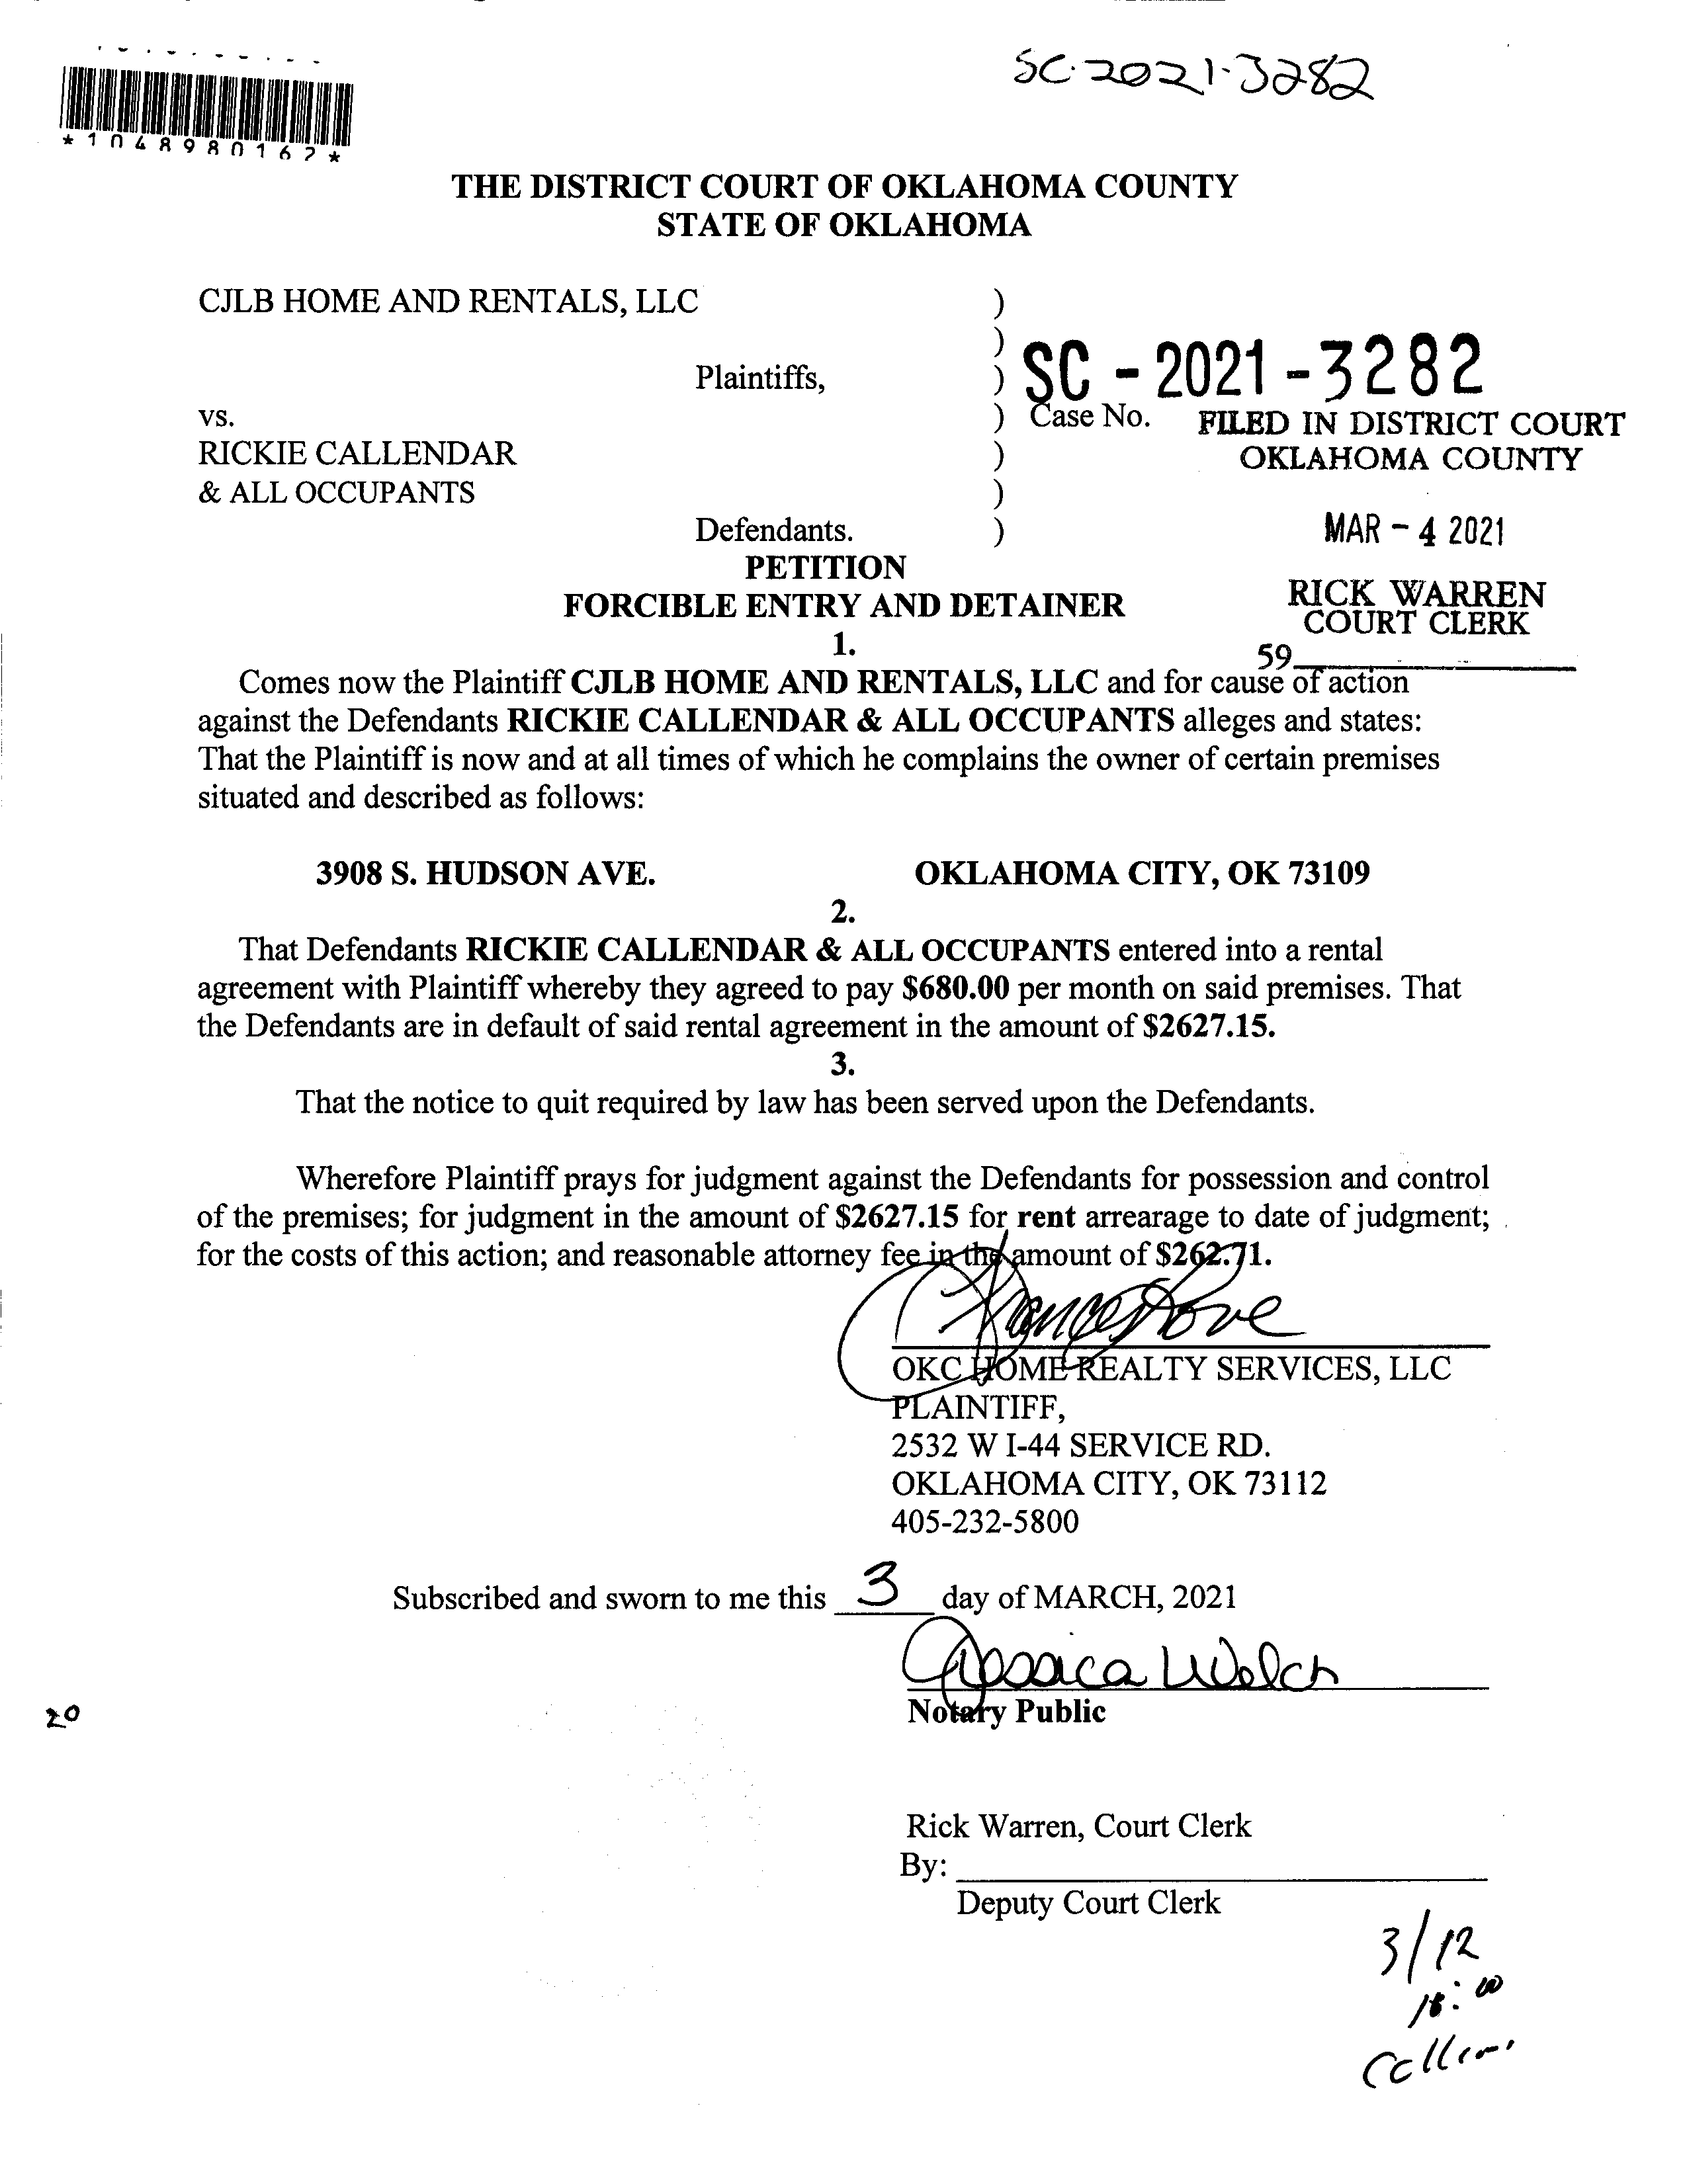 SC-2021-3282
*1048980162*
THE DISTRICT COURT OF OKLAHOMA COUNTY
STATE OF OKLAHOMA
CJLB HOME AND RENTALS, LLC )
)
Plaintiffs, ) SC - 2021 - 3282
vs. ) Case No. FILED IN DISTRICT COURT
RICKIE CALLENDAR ) OKLAHOMA COUNTY
& ALL OCCUPANTS )
Defendants. ) MAR - 4 2021
PETITION
FORCIBLE ENTRY AND DETAINER
RICK WARREN
COURT CLERK
1.
59
Comes now the Plaintiff CJLB HOME AND RENTALS, LLC and for cause of action
against the Defendants RICKIE CALLENDAR & ALL OCCUPANTS alleges and states:
That the Plaintiff is now and at all times of which he complains the owner of certain premises
situated and described as follows:
3908 S. HUDSON AVE. OKLAHOMA CITY, OK 73109
2.
That Defendants RICKIE CALLENDAR & ALL OCCUPANTS entered into a rental
agreement with Plaintiff whereby they agreed to pay $680.00 per month on said premises. That
the Defendants are in default of said rental agreement in the amount of $2627.15.
3.
That the notice to quit required by law has been served upon the Defendants.
Wherefore Plaintiff prays for judgment against the Defendants for possession and control
of the premises; for judgment in the amount of $2627.15 for rent arrearage to date of judgment;
for the costs of this action; and reasonable attorney fee in the amount of $262.71.
OKC HOME REALTY SERVICES, LLC
PLAINTIFF,
2532 W I-44 SERVICE RD.
OKLAHOMA CITY, OK 73112
405-232-5800
Subscribed and sworn to me this 3 day of MARCH, 2021
Jessica Welch
Notary Public
20
Rick Warren, Court Clerk
By:
Deputy Court Clerk
3/12